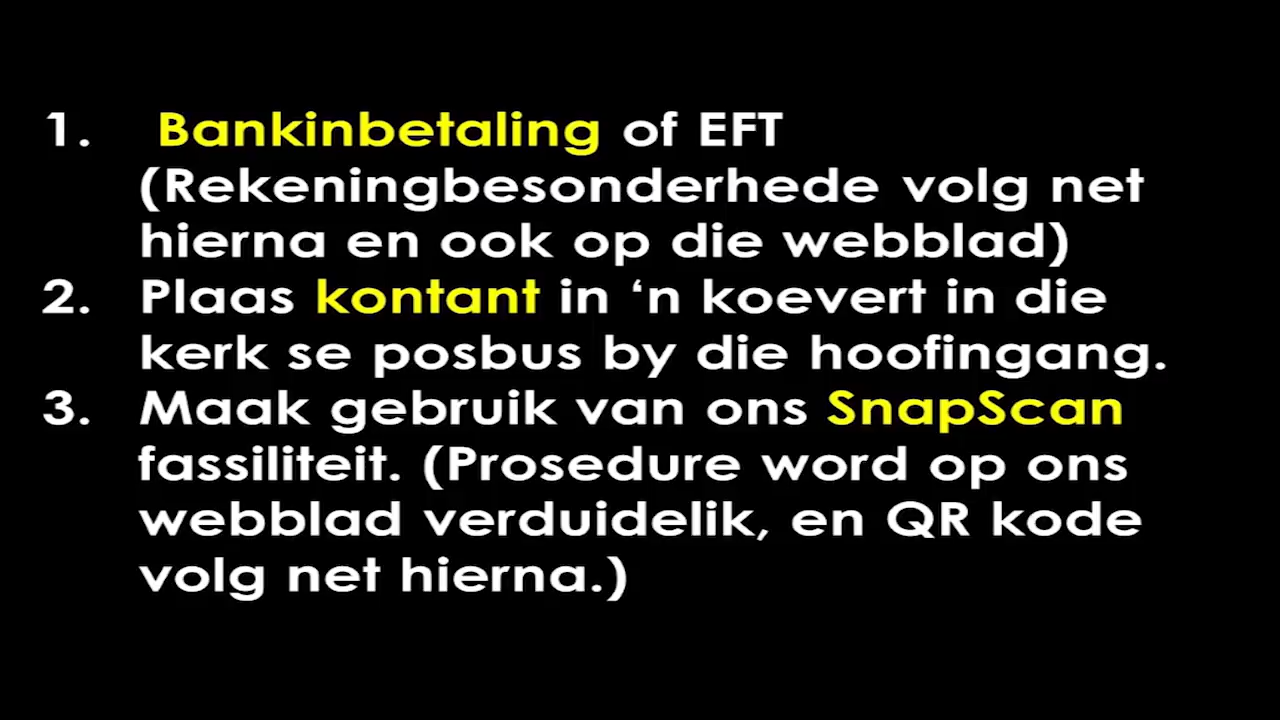 1. Bankinbetaling of EFT
(Rekeningbesonderhede volg net
hierna en ook op die webblad)
2. Plaas kontant in ‘n koevert in die
kerk se posbus by die hoofingang.
3. Maak gebruik van ons SnapScan
fassiliteit. (Prosedure word op ons
webblad verduidelik, en QR kode
volg net hierna.)